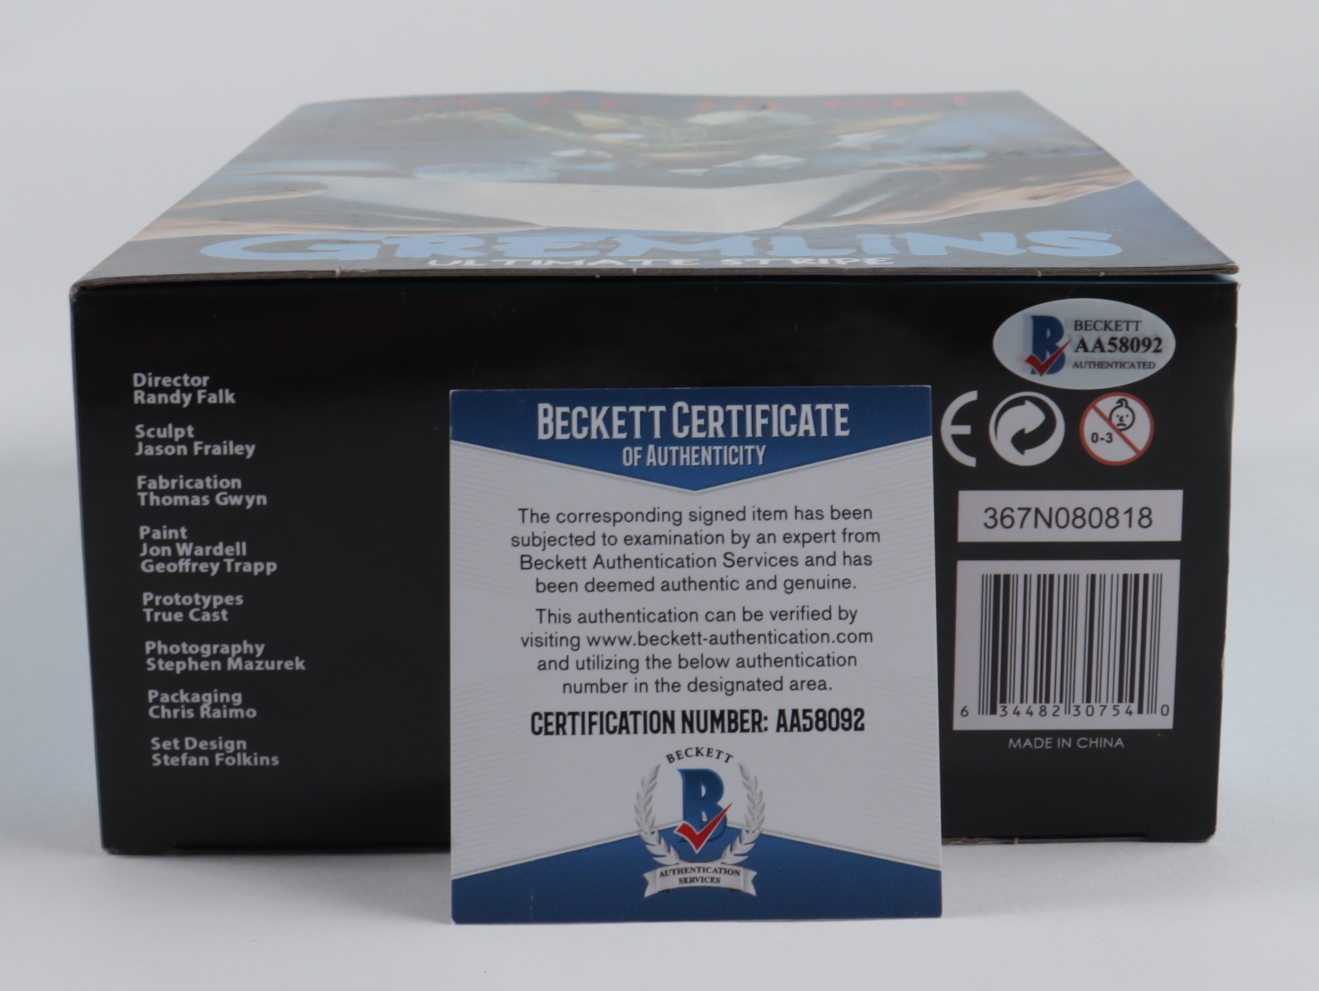 GREMLINS
ULTIMATE STRIPE
Director
Randy Falk
Sculpt
Jason Frailey
Fabrication
Thomas Gwyn
Paint
Jon Wardell
Geoffrey Trapp
Prototypes
True Cast
Photography
Stephen Mazurek
Packaging
Chris Raimo
Set Design
Stefan Folkins
BECKETT CERTIFICATE
OF AUTHENTICITY
The corresponding signed item has been
subjected to examination by an expert from
Beckett Authentication Services and has
been deemed authentic and genuine.
This authentication can be verified by
visiting www.beckett-authentication.com
and utilizing the below authentication
number in the designated area.
CERTIFICATION NUMBER: AA58092
BECKETT
B
AUTHENTICATION
SERVICES
B
BECKETT
AA58092
AUTHENTICATED
CE
0-3
367N080818
6 34482 30754 0
MADE IN CHINA